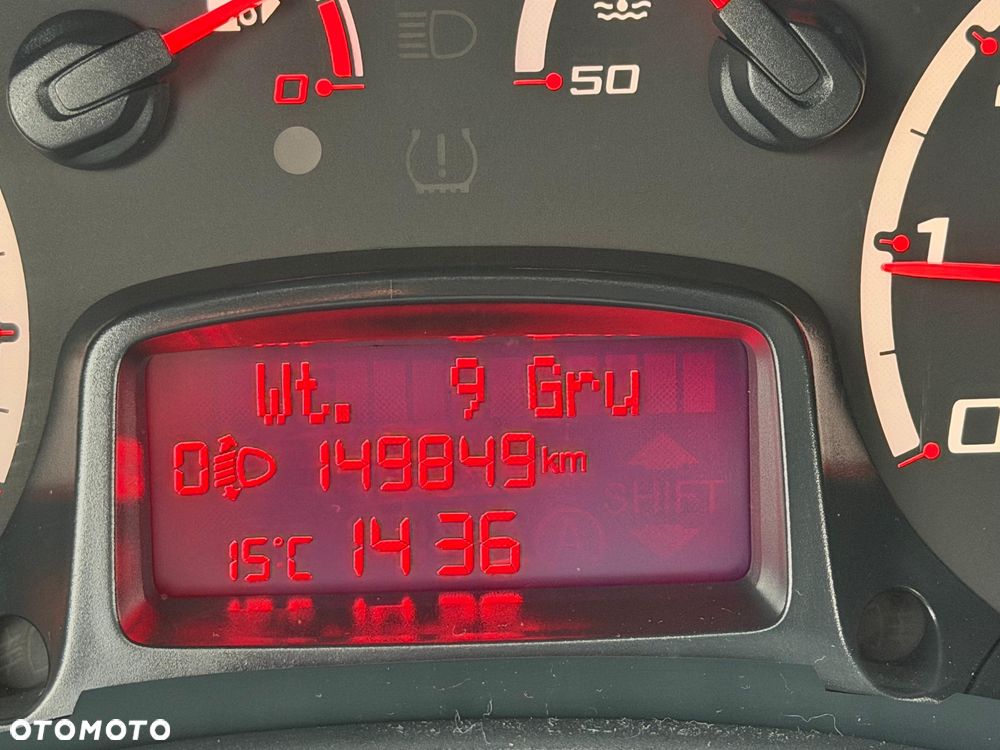 0
50
1
0
Wt. 9 Gru
0 149849 km
SHIFT
15°C 14 36
OTOMOTO